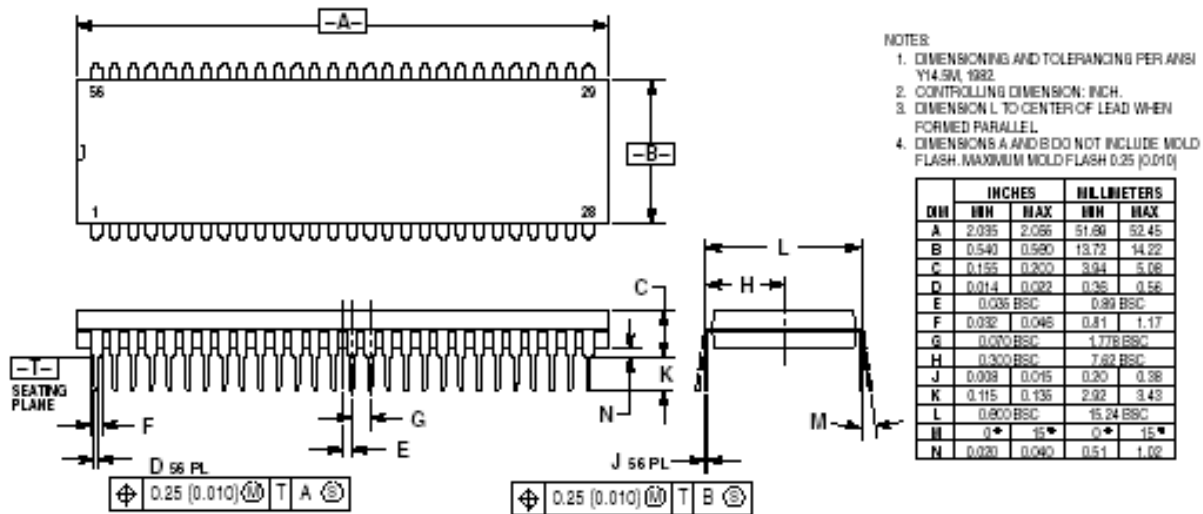 -A-
56 29
-B-
1 28
NOTES:
1. DIMENSIONING AND TOLERANCING PER ANSI
Y14.5M, 1982.
2. CONTROLLING DIMENSION: INCH.
3. DIMENSION L TO CENTER OF LEAD WHEN
FORMED PARALLEL.
4. DIMENSIONS A AND B DO NOT INCLUDE MOLD
FLASH. MAXIMUM MOLD FLASH 0.25 (0.010)
INCHES MILLIMETERS
DIM MIN MAX MIN MAX
A 2.035 2.065 51.69 52.45
B 0.540 0.560 13.72 14.22
C 0.155 0.200 3.94 5.08
D 0.014 0.022 0.36 0.56
E 0.035 BSC 0.89 BSC
F 0.032 0.046 0.81 1.17
G 0.070 BSC 1.778 BSC
H 0.300 BSC 7.62 BSC
J 0.008 0.015 0.20 0.38
K 0.115 0.135 2.92 3.43
L 0.600 BSC 15.24 BSC
M 0° 15° 0° 15°
N 0.020 0.040 0.51 1.02
L
H
C
-T-
SEATING
PLANE
K
N
F
G
E
M
D 56 PL
J 56 PL
⌖ 0.25 (0.010) Ⓜ T A Ⓢ
⌖ 0.25 (0.010) Ⓜ T B Ⓢ